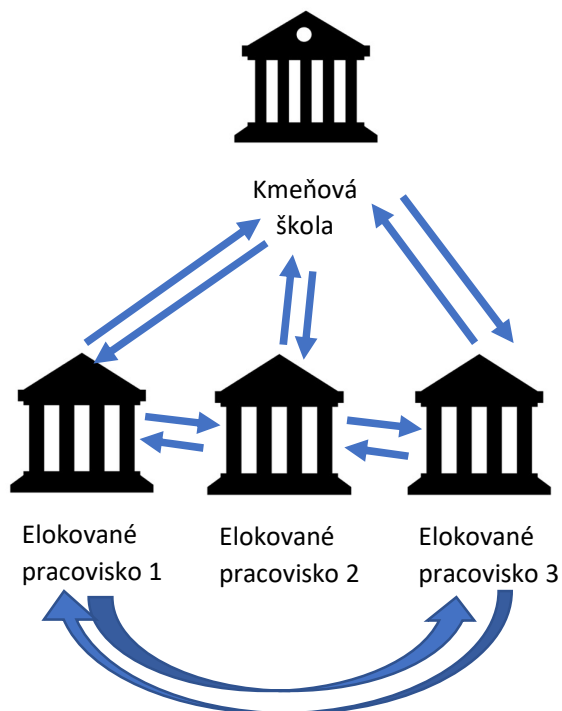 Kmeňová
škola
Elokované
pracovisko 1
Elokované
pracovisko 2
Elokované
pracovisko 3